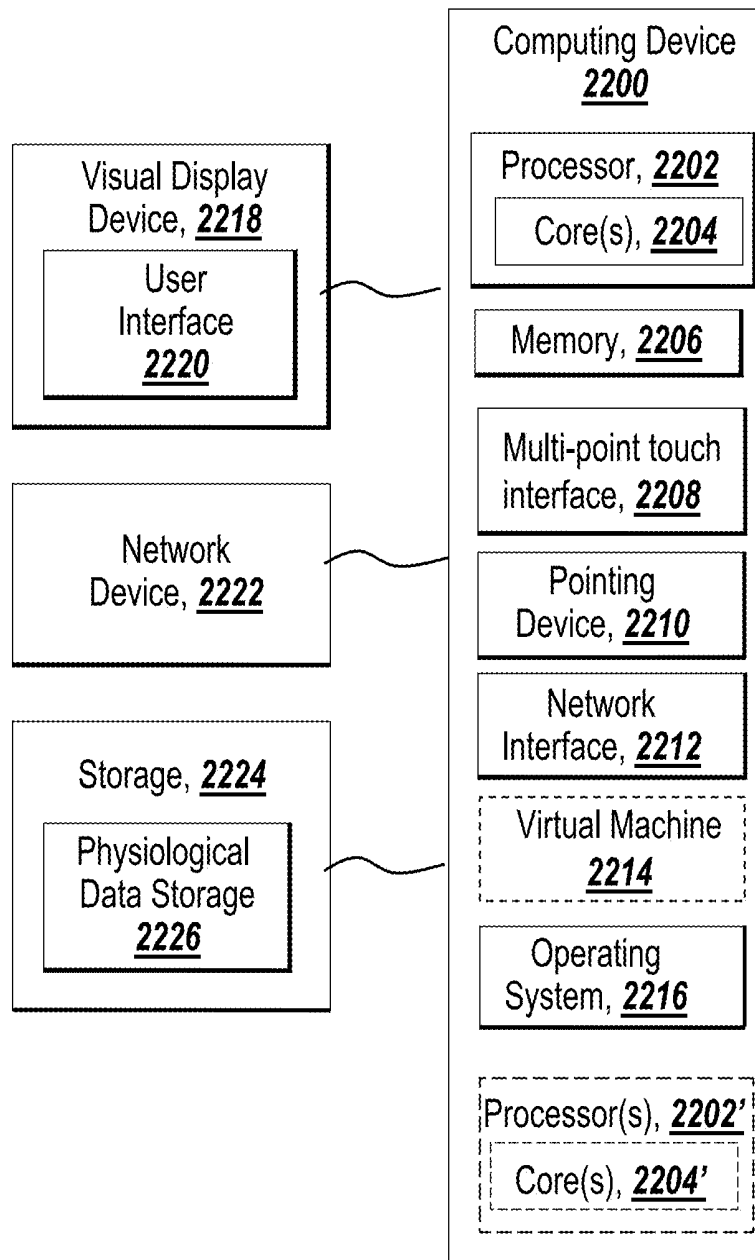 Computing Device
2200
Processor, 2202
Core(s), 2204
Memory, 2206
Multi-point touch
interface, 2208
Pointing
Device, 2210
Network
Interface, 2212
Virtual Machine
2214
Operating
System, 2216
Processor(s), 2202’
Core(s), 2204’
Visual Display
Device, 2218
User
Interface
2220
Network
Device, 2222
Storage, 2224
Physiological
Data Storage
2226